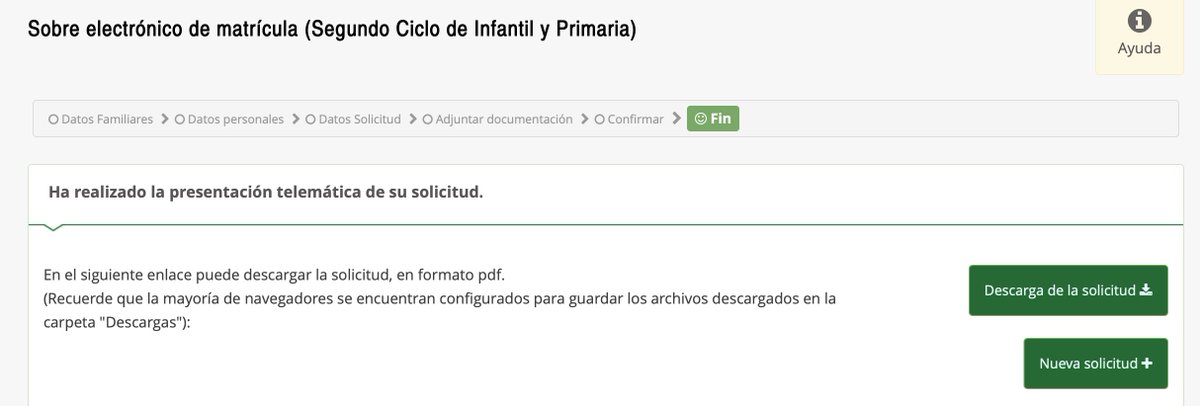 Sobre electrónico de matrícula (Segundo Ciclo de Infantil y Primaria)
Ayuda
Datos Familiares
Datos personales
Datos Solicitud
Adjuntar documentación
Confirmar
Fin
Ha realizado la presentación telemática de su solicitud.
En el siguiente enlace puede descargar la solicitud, en formato pdf.
(Recuerde que la mayoría de navegadores se encuentran configurados para guardar los archivos descargados en la
carpeta "Descargas"):
Descarga de la solicitud
Nueva solicitud